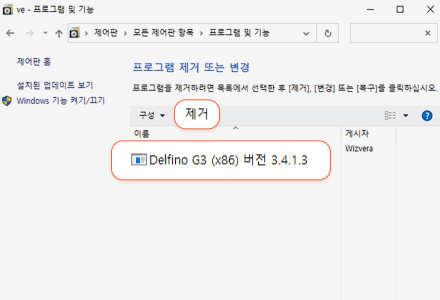 ve - 프로그램 및 기능
제어판 > 모든 제어판 항목 > 프로그램 및 기능
제어판 홈
설치된 업데이트 보기
Windows 기능 켜기/끄기
프로그램 제거 또는 변경
프로그램을 제거하려면 목록에서 선택한 후 [제거], [변경] 또는 [복구]를 클릭하십시오.
구성
제거
이름
게시자
Delfino G3 (x86) 버전 3.4.1.3
Wizvera